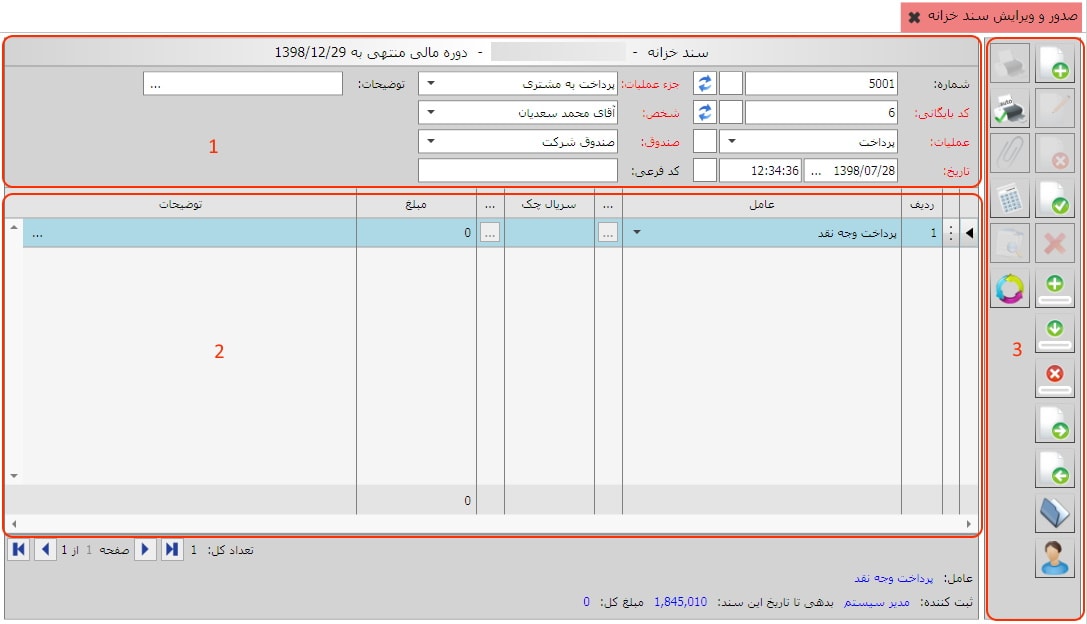 صدور و ویرایش سند خزانه
سند خزانه - - دوره مالی منتهی به 1398/12/29
شماره: 5001 جزء عملیات: پرداخت به مشتری توضیحات: ...
کد بایگانی: 6 شخص: آقای محمد سعدیان
عملیات: پرداخت صندوق: صندوق شرکت
تاریخ: 1398/07/28 ... 12:34:36 کد فرعی:
1
ردیف عامل ... سریال چک ... مبلغ توضیحات
1 پرداخت وجه نقد ... ... 0 ...
2
3
0
تعداد کل: 1 صفحه 1 از 1
عامل: پرداخت وجه نقد
ثبت کننده: مدیر سیستم بدهی تا تاریخ این سند: 1,845,010 مبلغ کل: 0
auto